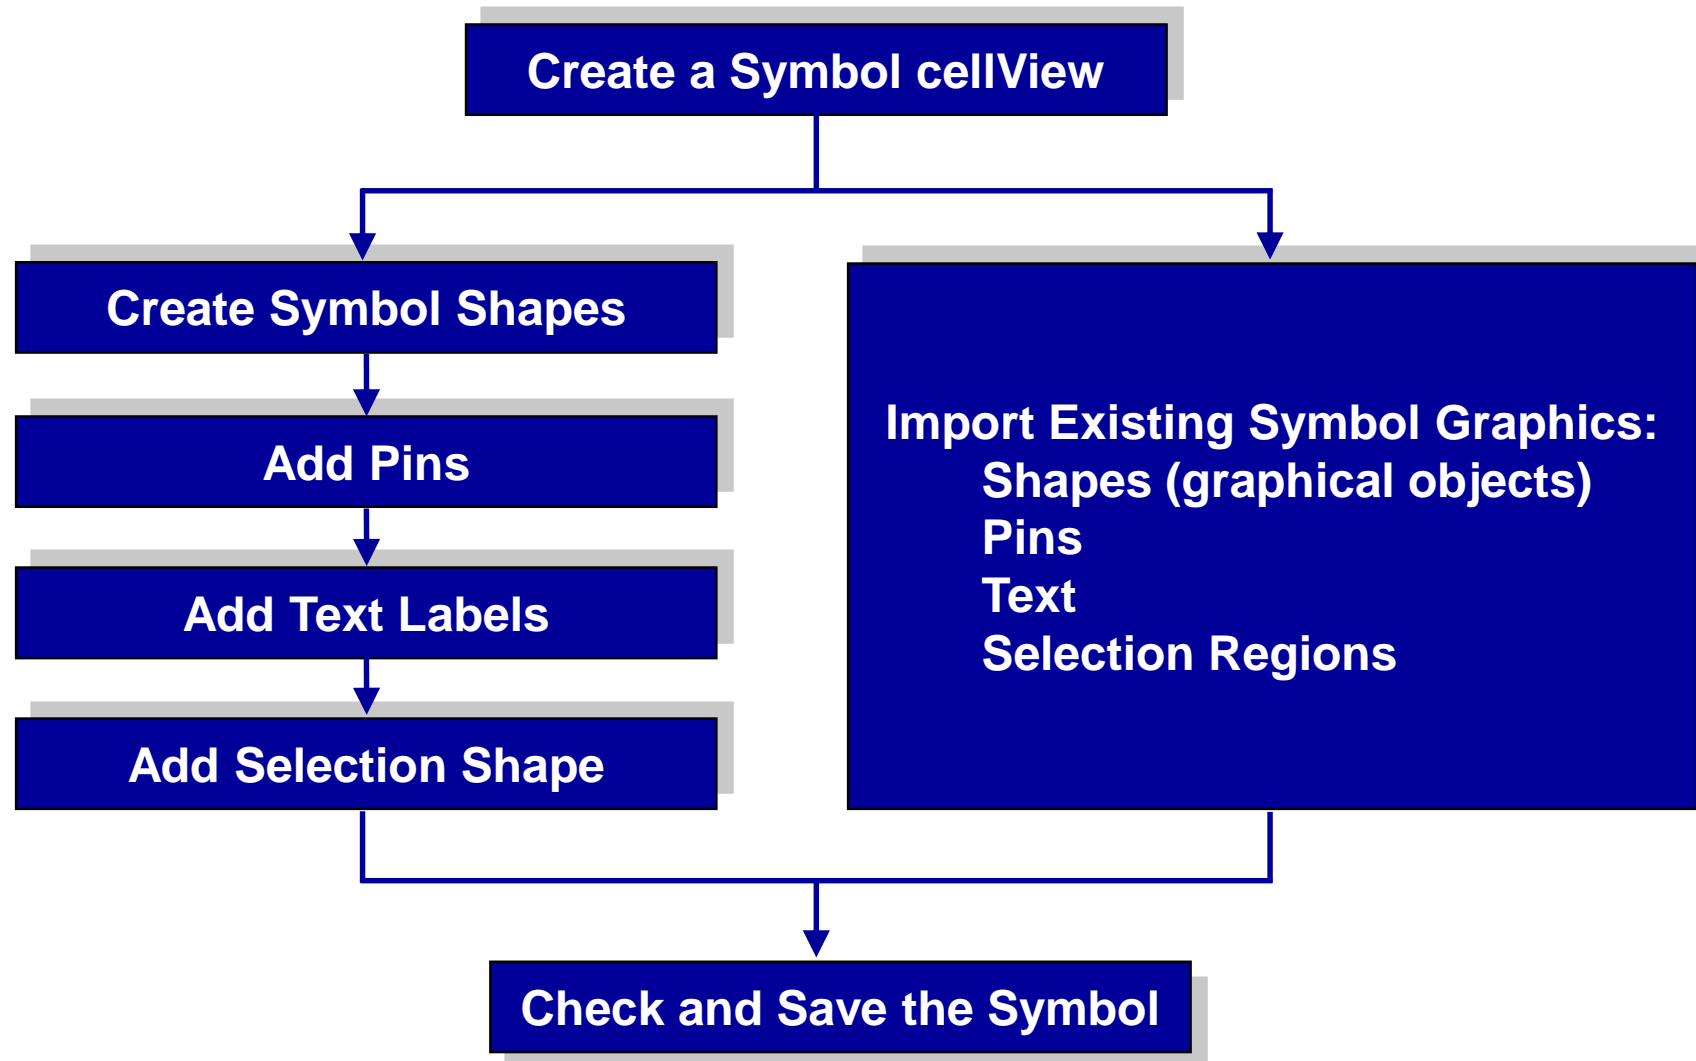 Create a Symbol cellView
Create Symbol Shapes
Add Pins
Add Text Labels
Add Selection Shape
Import Existing Symbol Graphics:
Shapes (graphical objects)
Pins
Text
Selection Regions
Check and Save the Symbol